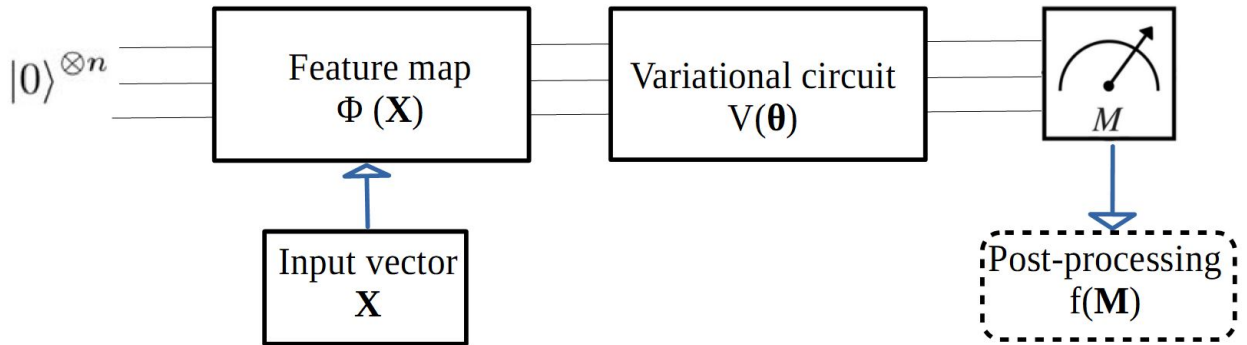 |0⟩⊗n
Feature map
Φ (X)
Variational circuit
V(θ)
M
Input vector
X
Post-processing
f(M)